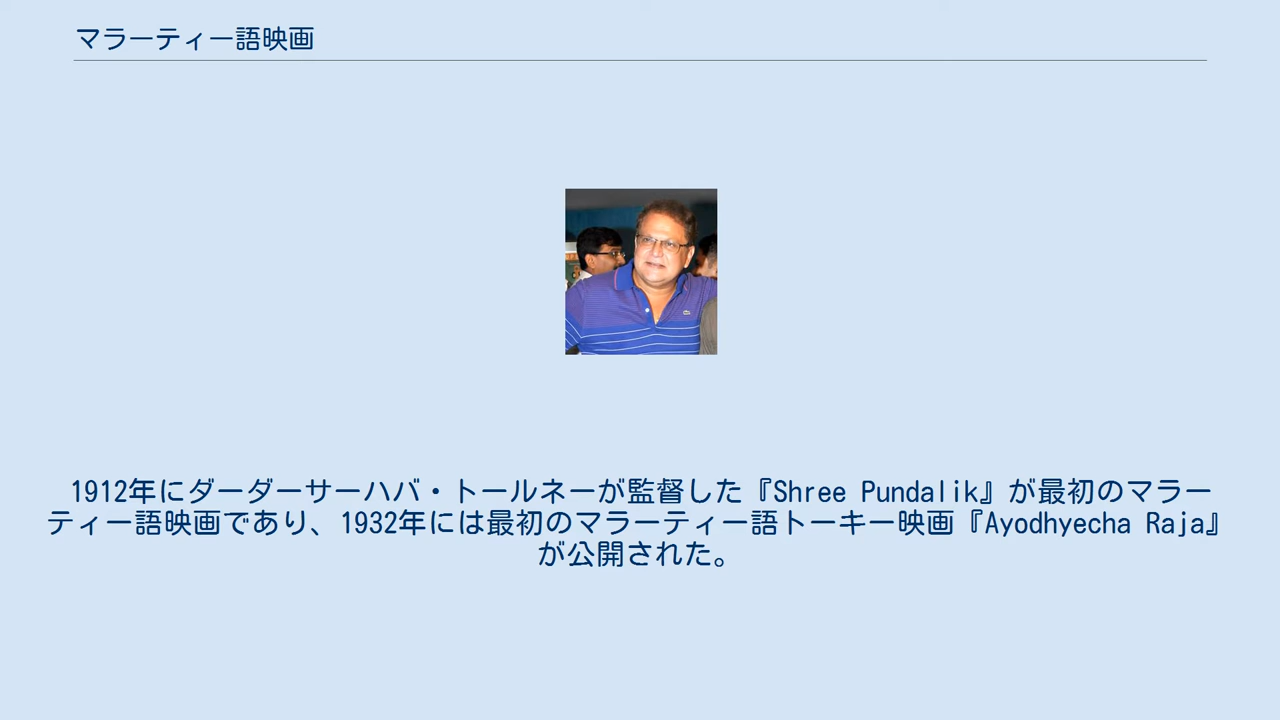 マラーティー語映画
1912年にダーダーサーハバ・トールネーが監督した『Shree Pundalik』が最初のマラー
ティー語映画であり、1932年には最初のマラーティー語トーキー映画『Ayodhyecha Raja』
が公開された。